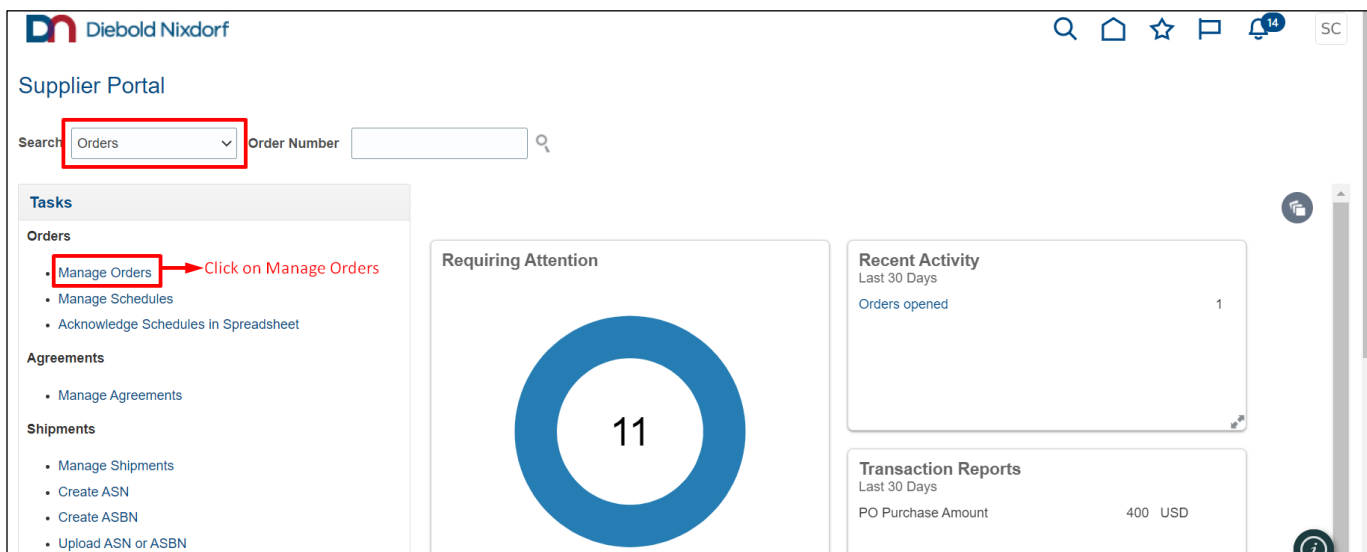 DN Diebold Nixdorf
14
SC
Supplier Portal
Search Orders Order Number
Tasks
Orders
Manage Orders
Click on Manage Orders
Manage Schedules
Acknowledge Schedules in Spreadsheet
Agreements
Manage Agreements
Shipments
Manage Shipments
Create ASN
Create ASBN
Upload ASN or ASBN
Requiring Attention
11
Recent Activity
Last 30 Days
Orders opened 1
Transaction Reports
Last 30 Days
PO Purchase Amount 400 USD
i